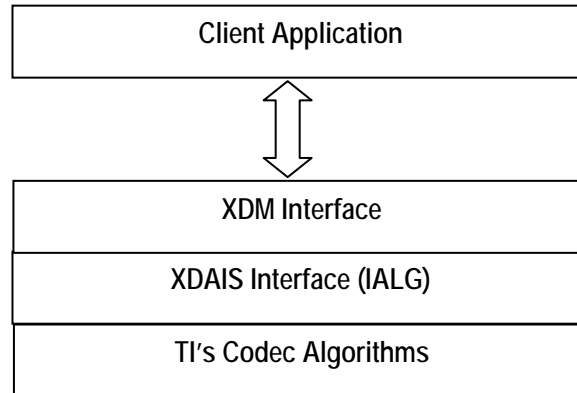 Client Application
XDM Interface
XDAIS Interface (IALG)
TI's Codec Algorithms